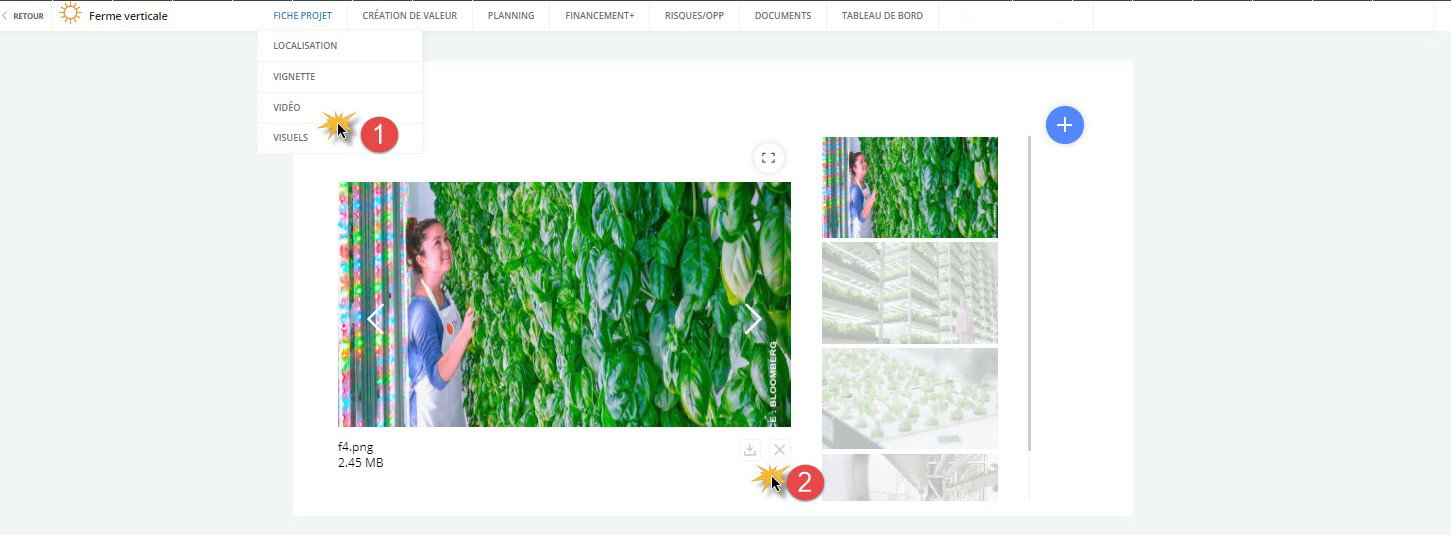 RETOUR
Ferme verticale
FICHE PROJET
CRÉATION DE VALEUR
PLANNING
FINANCEMENT+
RISQUES/OPP
DOCUMENTS
TABLEAU DE BORD
LOCALISATION
VIGNETTE
VIDÉO
VISUELS
1
CE : BLOOMBERG
f4.png
2.45 MB
2